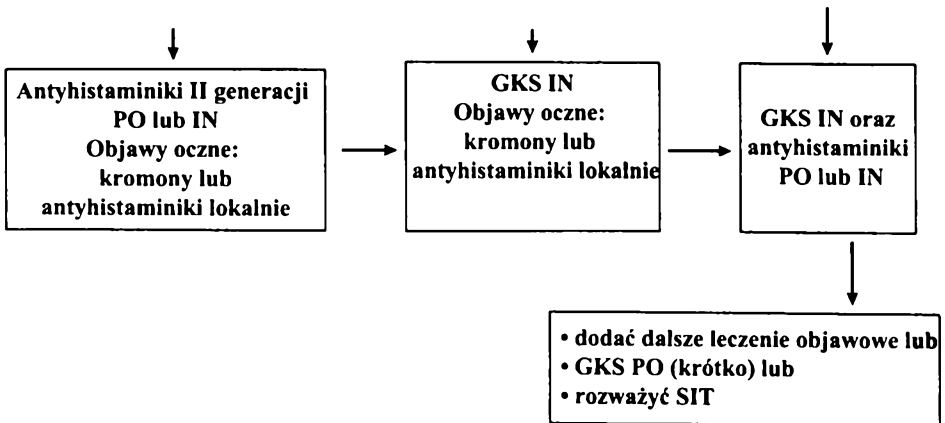 Antyhistaminiki II generacji
PO lub IN
Objawy oczne:
kromony lub
antyhistaminiki lokalnie
GKS IN
Objawy oczne:
kromony lub
antyhistaminiki lokalnie
GKS IN oraz
antyhistaminiki
PO lub IN
• dodać dalsze leczenie objawowe lub
• GKS PO (krótko) lub
• rozważyć SIT